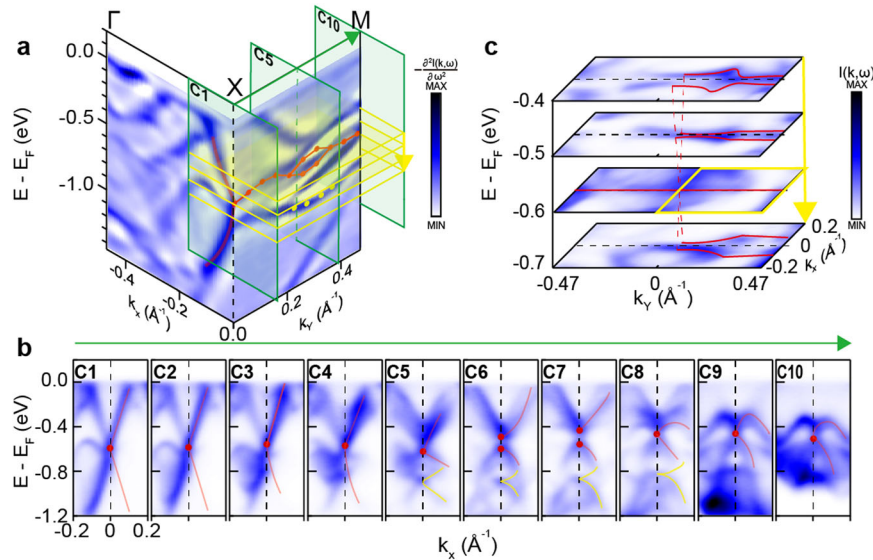 a
Γ
X
M
C1
C5
C10
0.0
-0.5
-1.0
E - E_F (eV)
-0.4
-0.2
0.0
k_x (Å⁻¹)
0.2
0.4
k_Y (Å⁻¹)
-∂²I(k,ω)/∂ω²
MAX
MIN
c
-0.4
-0.5
-0.6
-0.7
E - E_F (eV)
-0.47
0
0.47
k_Y (Å⁻¹)
0.2
0
-0.2
k_x (Å⁻¹)
I(k,ω)
MAX
MIN
b
C1 C2 C3 C4 C5 C6 C7 C8 C9 C10
0.0
-0.4
-0.8
-1.2
E - E_F (eV)
-0.2 0 0.2
k_x (Å⁻¹)